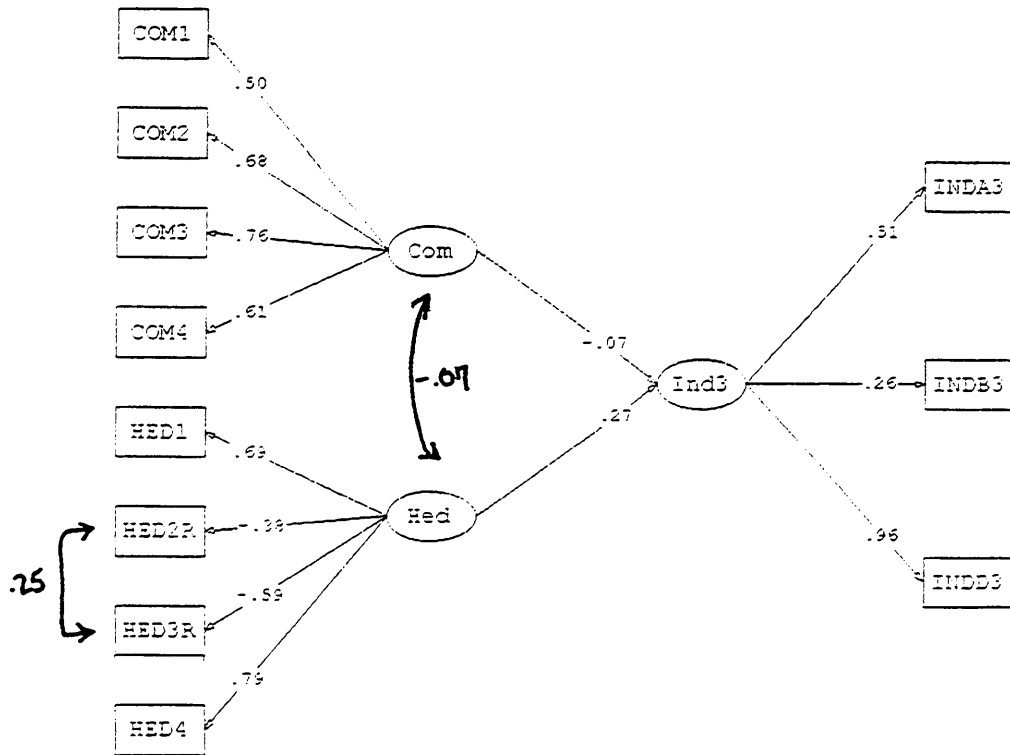 COM1
.50
COM2
.68
COM3
.76
Com
COM4
.61
-.07
INDA3
.51
-.07
Ind3
.26
INDB3
.27
HED1
.69
Hed
HED2R
-.38
.25
-.59
HED3R
.96
INDD3
.79
HED4